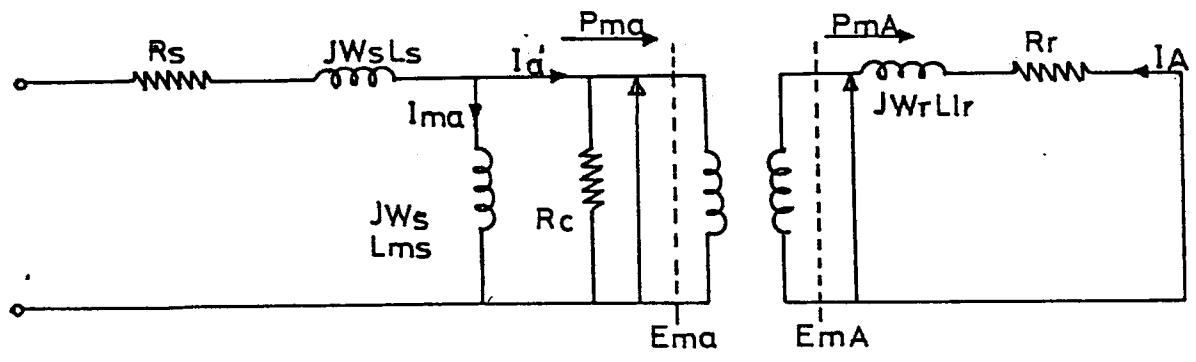 Pma
PmA
Rs
JWsLs
Ia'
Rr
IA
Ima
JWrLlr
JWs
Lms
Rc
Ema
EmA